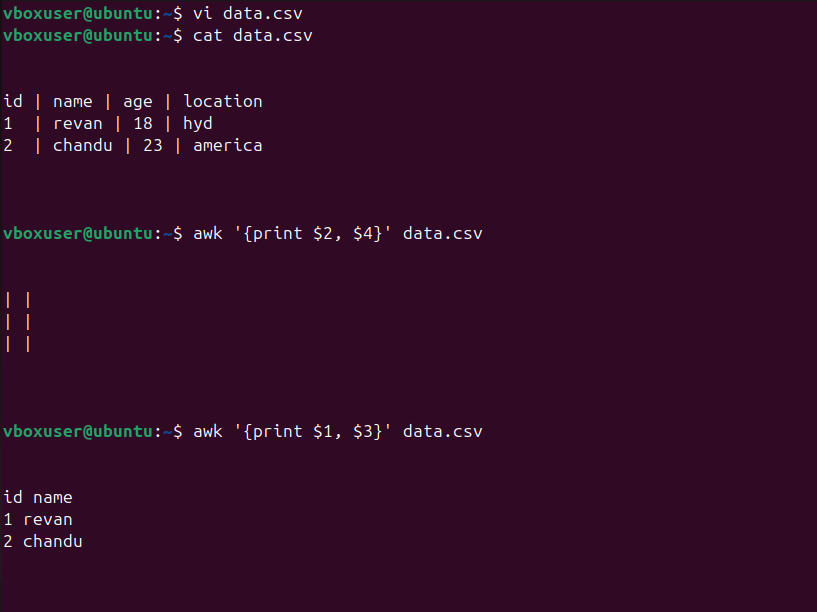 vboxuser@ubuntu:~$ vi data.csv
vboxuser@ubuntu:~$ cat data.csv
id | name | age | location
1  | revan | 18 | hyd
2  | chandu | 23 | america
vboxuser@ubuntu:~$ awk '{print $2, $4}' data.csv
| |
| |
| |
vboxuser@ubuntu:~$ awk '{print $1, $3}' data.csv
id name
1 revan
2 chandu